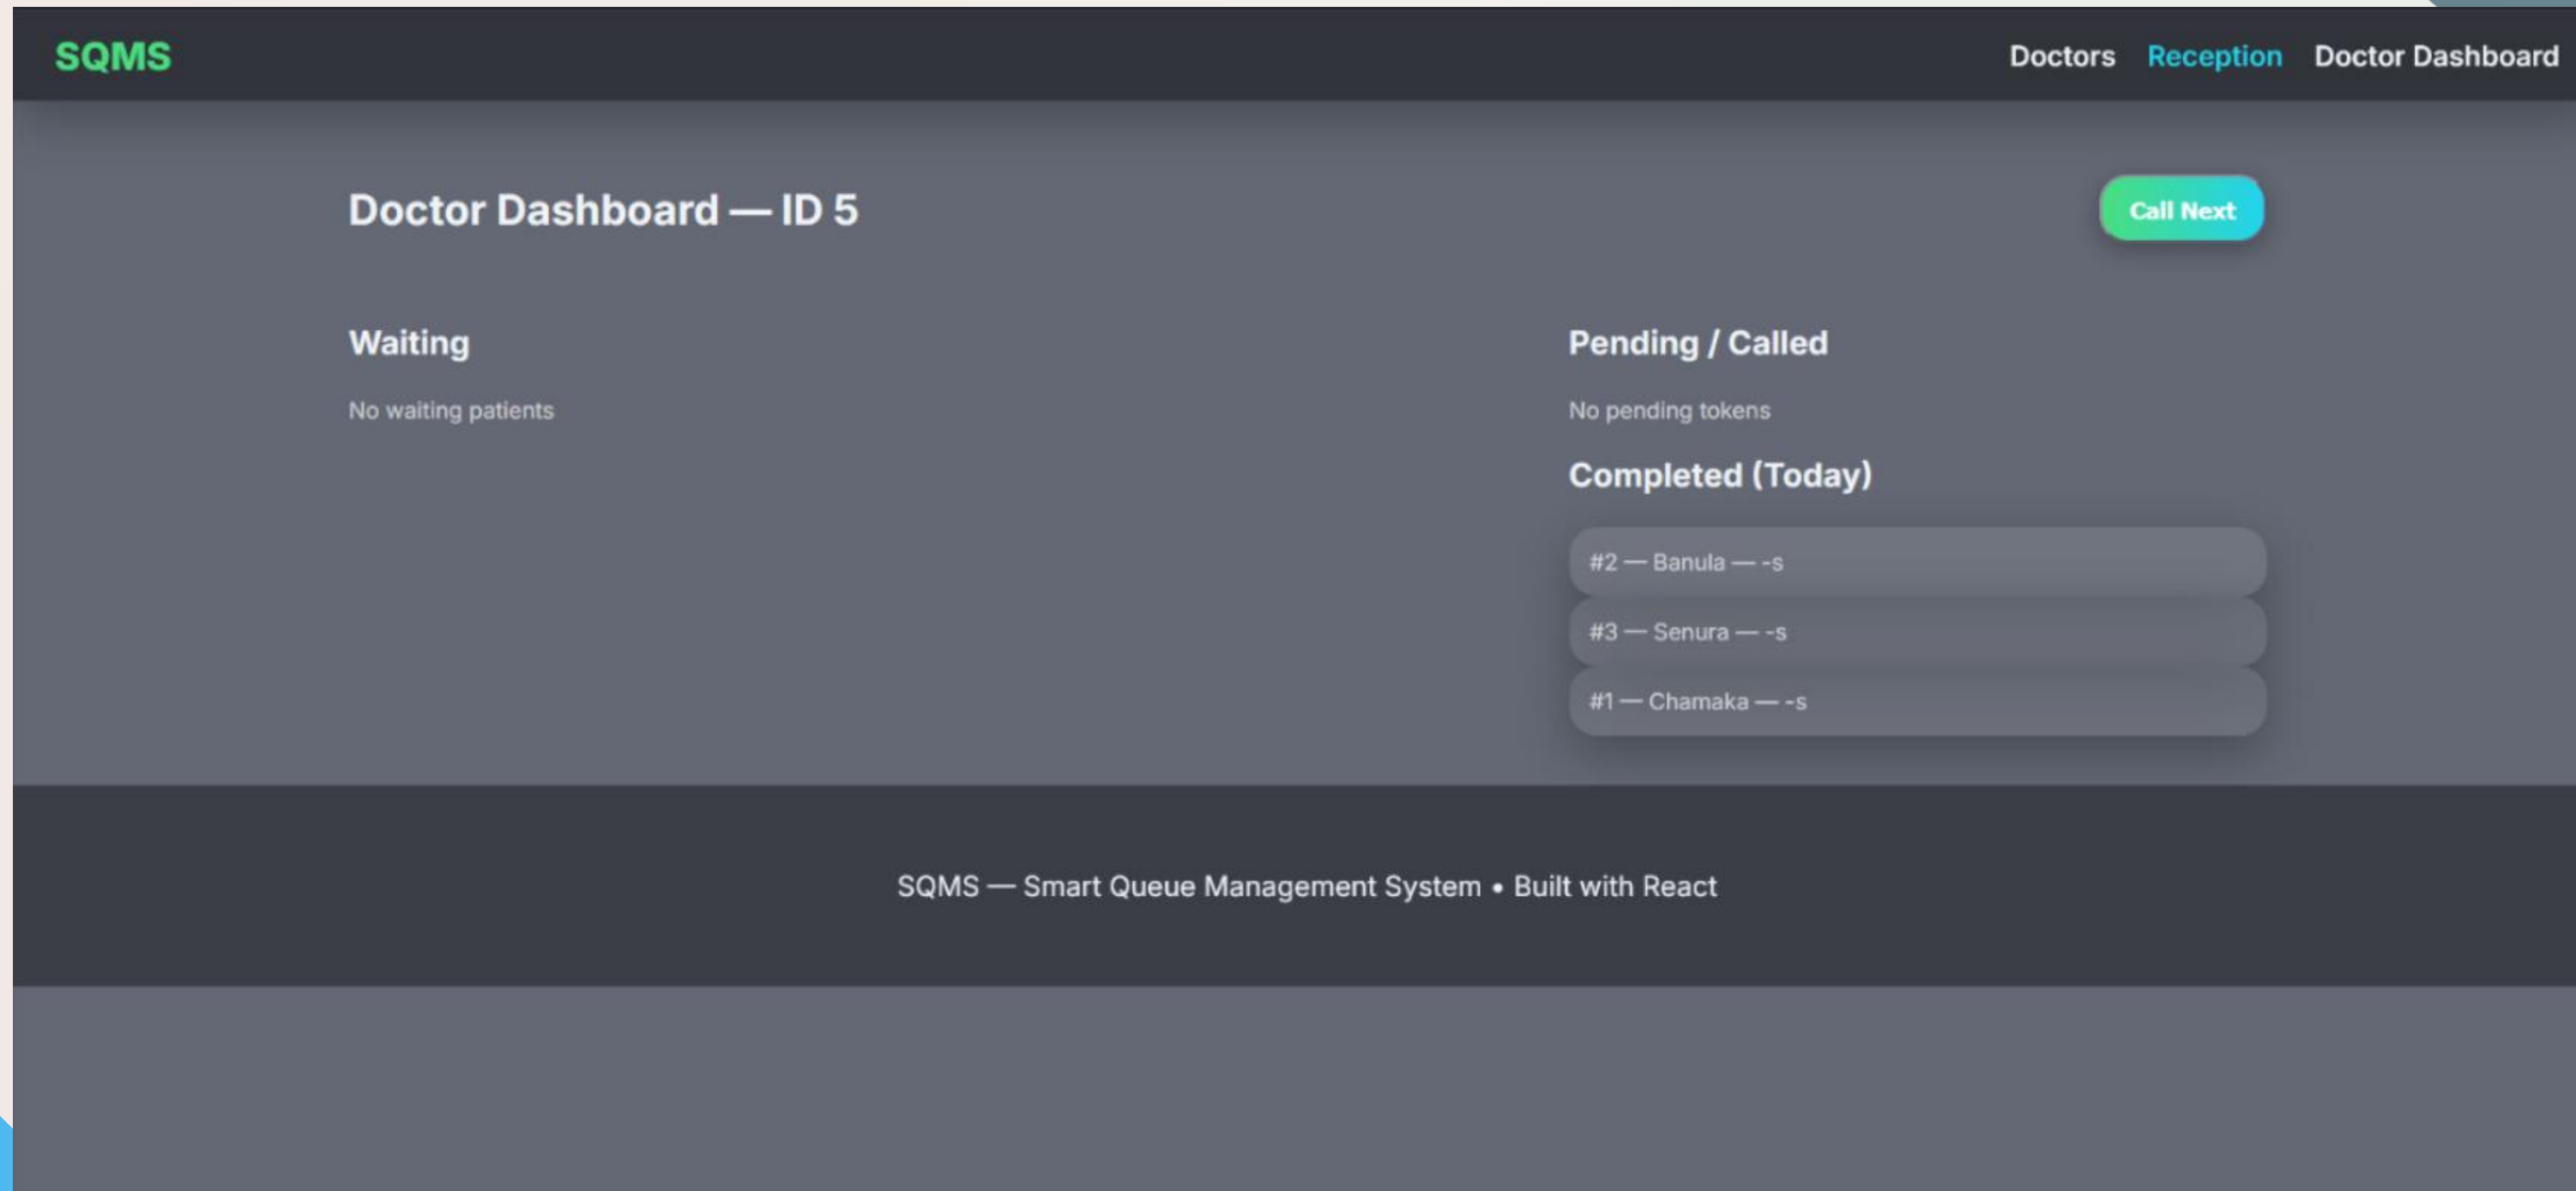 SQMS
Doctors Reception Doctor Dashboard
Doctor Dashboard — ID 5
Call Next
Waiting
No waiting patients
Pending / Called
No pending tokens
Completed (Today)
#2 — Banula — -s
#3 — Senura — -s
#1 — Chamaka — -s
SQMS — Smart Queue Management System • Built with React